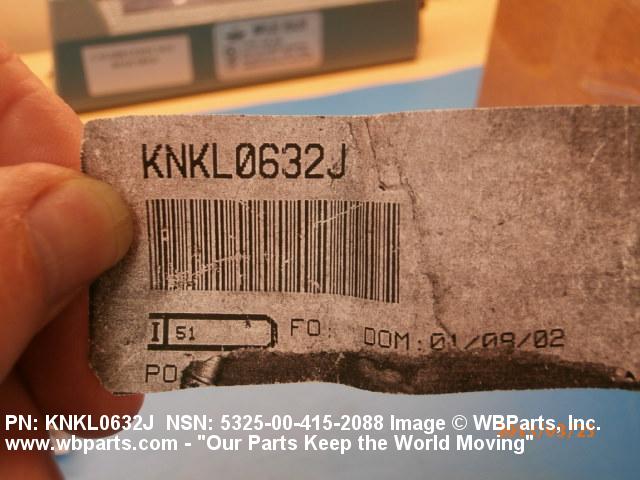 KNKL0632J
I 51 FO: DOM:01/09/02
PO
PN: KNKL0632J NSN: 5325-00-415-2088 Image © WBParts, Inc.
www.wbparts.com - "Our Parts Keep the World Moving"